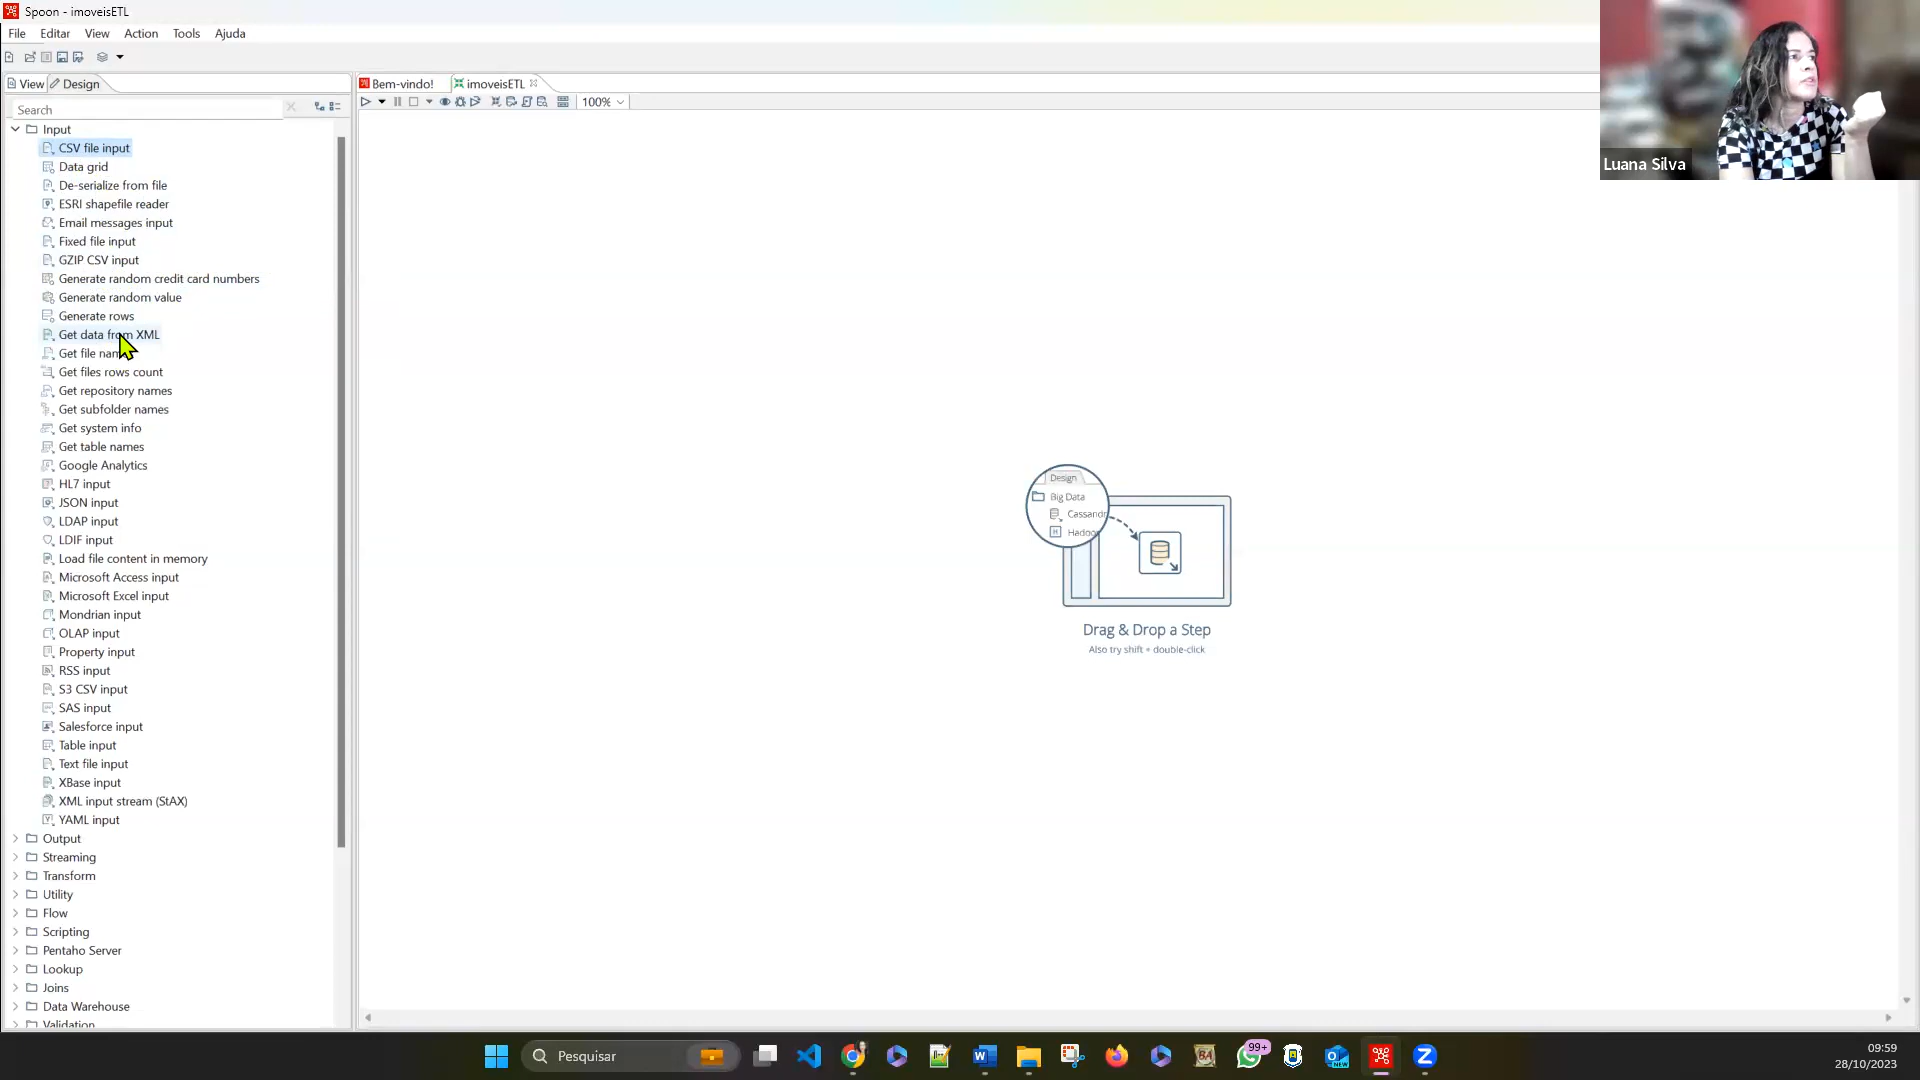 Spoon - imoveisETL
File Editar View Action Tools Ajuda
View Design
Bem-vindo! imoveisETL
Search
100%
Input
CSV file input
Data grid
De-serialize from file
ESRI shapefile reader
Email messages input
Fixed file input
GZIP CSV input
Generate random credit card numbers
Generate random value
Generate rows
Get data from XML
Get file nam
Get files rows count
Get repository names
Get subfolder names
Get system info
Get table names
Google Analytics
HL7 input
JSON input
LDAP input
LDIF input
Load file content in memory
Microsoft Access input
Microsoft Excel input
Mondrian input
OLAP input
Property input
RSS input
S3 CSV input
SAS input
Salesforce input
Table input
Text file input
XBase input
XML input stream (StAX)
YAML input
Output
Streaming
Transform
Utility
Flow
Scripting
Pentaho Server
Lookup
Joins
Data Warehouse
Validation
Design
Big Data
Cassandr
Hadoo
Drag & Drop a Step
Also try shift + double-click
Luana Silva
Pesquisar
99+
NEW
09:59
28/10/2023